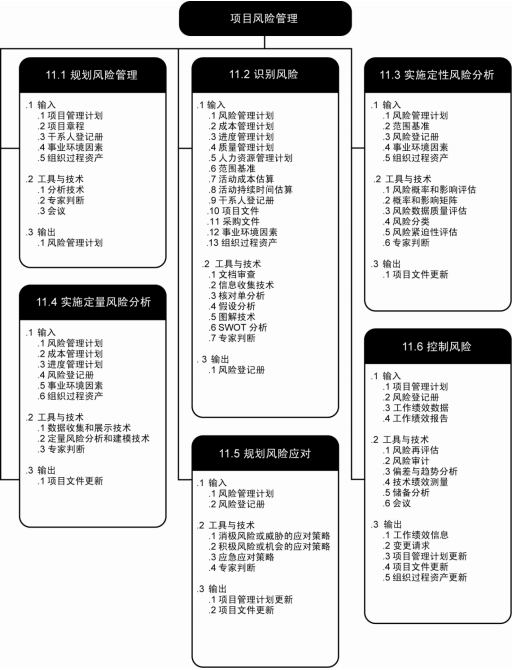 项目风险管理
11.1 规划风险管理
.1 输入
.1 项目管理计划
.2 项目章程
.3 干系人登记册
.4 事业环境因素
.5 组织过程资产
.2 工具与技术
.1 分析技术
.2 专家判断
.3 会议
.3 输出
.1 风险管理计划
11.2 识别风险
.1 输入
.1 风险管理计划
.2 成本管理计划
.3 进度管理计划
.4 质量管理计划
.5 人力资源管理计划
.6 范围基准
.7 活动成本估算
.8 活动持续时间估算
.9 干系人登记册
.10 项目文件
.11 采购文件
.12 事业环境因素
.13 组织过程资产
.2 工具与技术
.1 文档审查
.2 信息收集技术
.3 核对单分析
.4 假设分析
.5 图解技术
.6 SWOT 分析
.7 专家判断
.3 输出
.1 风险登记册
11.3 实施定性风险分析
.1 输入
.1 风险管理计划
.2 范围基准
.3 风险登记册
.4 事业环境因素
.5 组织过程资产
.2 工具与技术
.1 风险概率和影响评估
.2 概率和影响矩阵
.3 风险数据质量评估
.4 风险分类
.5 风险紧迫性评估
.6 专家判断
.3 输出
.1 项目文件更新
11.4 实施定量风险分析
.1 输入
.1 风险管理计划
.2 成本管理计划
.3 进度管理计划
.4 风险登记册
.5 事业环境因素
.6 组织过程资产
.2 工具与技术
.1 数据收集和展示技术
.2 定量风险分析和建模技术
.3 专家判断
.3 输出
.1 项目文件更新
11.5 规划风险应对
.1 输入
.1 风险管理计划
.2 风险登记册
.2 工具与技术
.1 消极风险或威胁的应对策略
.2 积极风险或机会的应对策略
.3 应急应对策略
.4 专家判断
.3 输出
.1 项目管理计划更新
.2 项目文件更新
11.6 控制风险
.1 输入
.1 项目管理计划
.2 风险登记册
.3 工作绩效数据
.4 工作绩效报告
.2 工具与技术
.1 风险再评估
.2 风险审计
.3 偏差与趋势分析
.4 技术绩效测量
.5 储备分析
.6 会议
.3 输出
.1 工作绩效信息
.2 变更请求
.3 项目管理计划更新
.4 项目文件更新
.5 组织过程资产更新